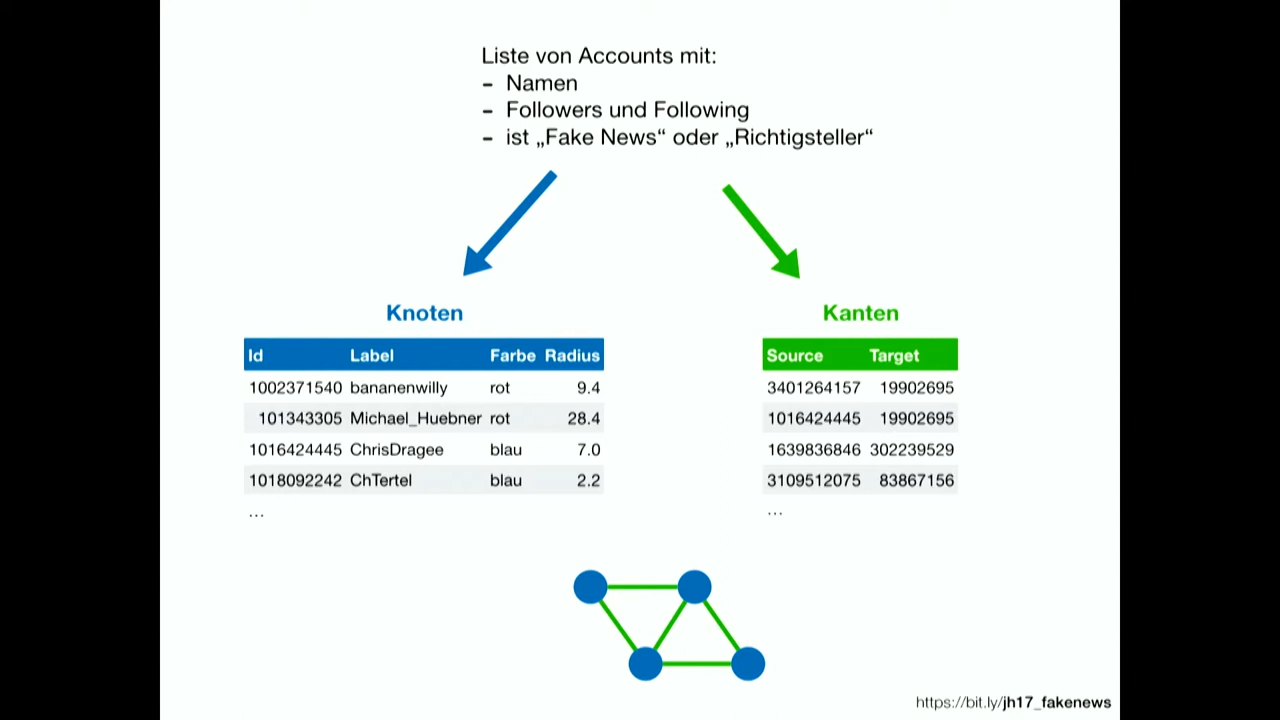 Liste von Accounts mit:
- Namen
- Followers und Following
- ist „Fake News“ oder „Richtigsteller“
Knoten
Id Label Farbe Radius
1002371540 bananenwilly rot 9.4
101343305 Michael_Huebner rot 28.4
1016424445 ChrisDragee blau 7.0
1018092242 ChTertel blau 2.2
…
Kanten
Source Target
3401264157 19902695
1016424445 19902695
1639836846 302239529
3109512075 83867156
…
https://bit.ly/jh17_fakenews